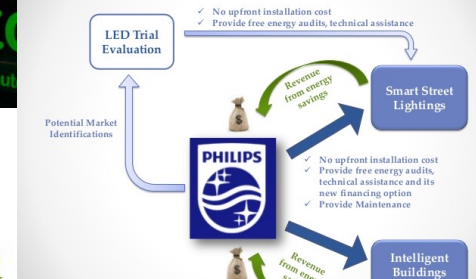 ✓ No upfront installation cost
✓ Provide free energy audits, technical assistance
LED Trial
Evaluation
Revenue
from energy
savings
Smart Street
Lightings
Potential Market
Identifications
$
PHILIPS
✓ No upfront installation cost
✓ Provide free energy audits,
technical assistance and its
new financing option
✓ Provide Maintenance
$
Revenue
from energy
Intelligent
Buildings